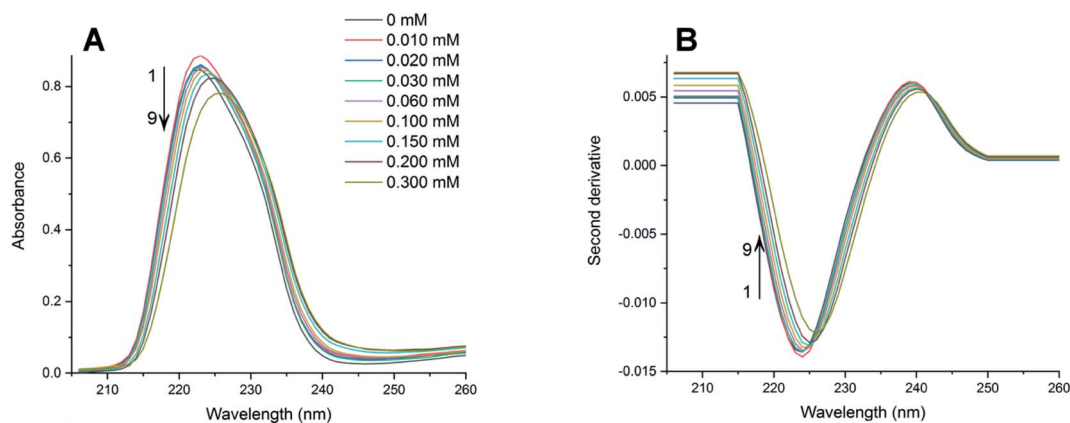 A
0 mM
0.010 mM
0.020 mM
0.030 mM
0.060 mM
0.100 mM
0.150 mM
0.200 mM
0.300 mM
1
9
0.8
0.6
0.4
0.2
0.0
Absorbance
210 220 230 240 250 260
Wavelength (nm)
B
0.005
0.000
-0.005
-0.010
-0.015
Second derivative
9
1
210 220 230 240 250 260
Wavelength (nm)